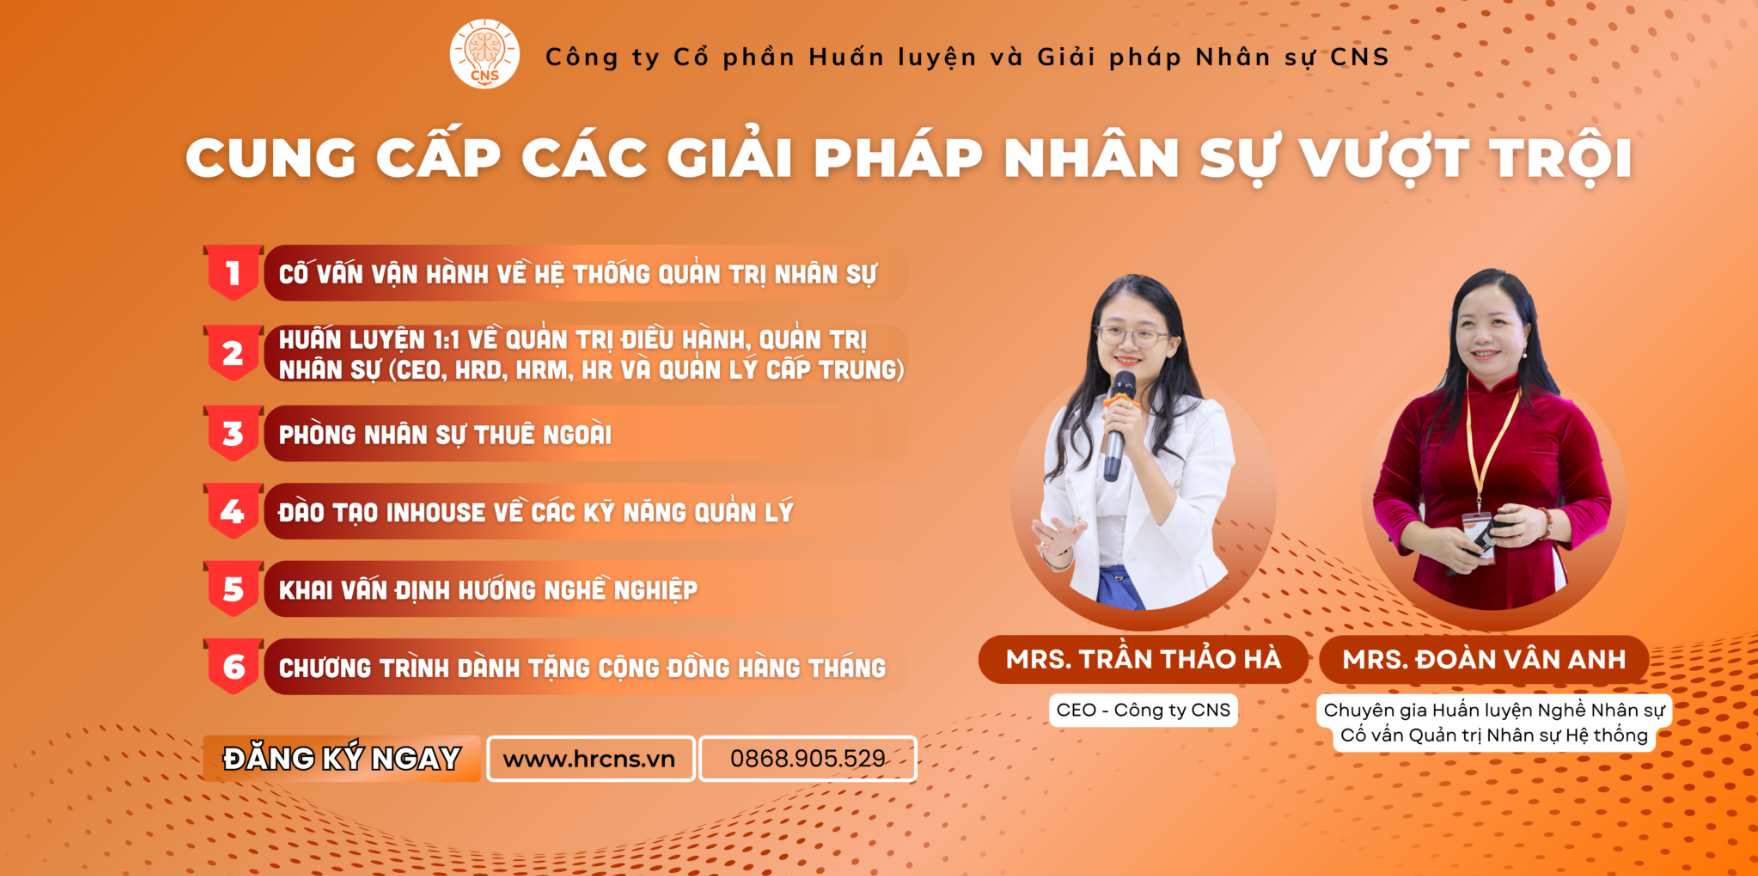 CNS
Công ty Cổ phần Huấn luyện và Giải pháp Nhân sự CNS
CUNG CẤP CÁC GIẢI PHÁP NHÂN SỰ VƯỢT TRỘI
1 CỐ VẤN VẬN HÀNH VỀ HỆ THỐNG QUẢN TRỊ NHÂN SỰ
2 HUẤN LUYỆN 1:1 VỀ QUẢN TRỊ ĐIỀU HÀNH, QUẢN TRỊ
NHÂN SỰ (CEO, HRD, HRM, HR VÀ QUẢN LÝ CẤP TRUNG)
3 PHÒNG NHÂN SỰ THUÊ NGOÀI
4 ĐÀO TẠO INHOUSE VỀ CÁC KỸ NĂNG QUẢN LÝ
5 KHAI VẤN ĐỊNH HƯỚNG NGHỀ NGHIỆP
6 CHƯƠNG TRÌNH DÀNH TẶNG CỘNG ĐỒNG HÀNG THÁNG
ĐĂNG KÝ NGAY
www.hrcns.vn
0868.905.529
MRS. TRẦN THẢO HÀ
CEO - Công ty CNS
MRS. ĐOÀN VÂN ANH
Chuyên gia Huấn luyện Nghề Nhân sự
Cố vấn Quản trị Nhân sự Hệ thống